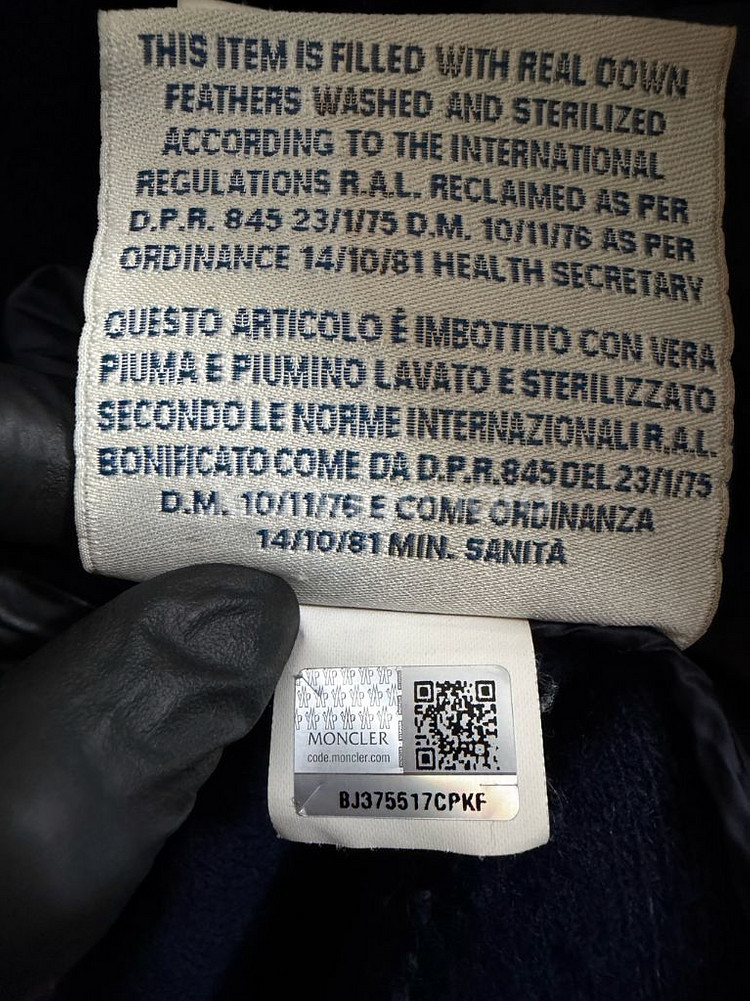 THIS ITEM IS FILLED WITH REAL DOWN
FEATHERS WASHED AND STERILIZED
ACCORDING TO THE INTERNATIONAL
REGULATIONS R.A.L. RECLAIMED AS PER
D.P.R. 845 23/1/75 D.M. 10/11/76 AS PER
ORDINANCE 14/10/81 HEALTH SECRETARY
QUESTO ARTICOLO É IMBOTTITO CON VERA
PIUMA E PIUMINO LAVATO E STERILIZZATO
SECONDO LE NORME INTERNAZIONALI R.A.L.
BONIFICATO COME DA D.P.R. 845 DEL 23/1/75
D.M. 10/11/76 E COME ORDINANZA
14/10/81 MIN. SANITÀ
MONCLER
code.moncler.com
BJ375517CPKF